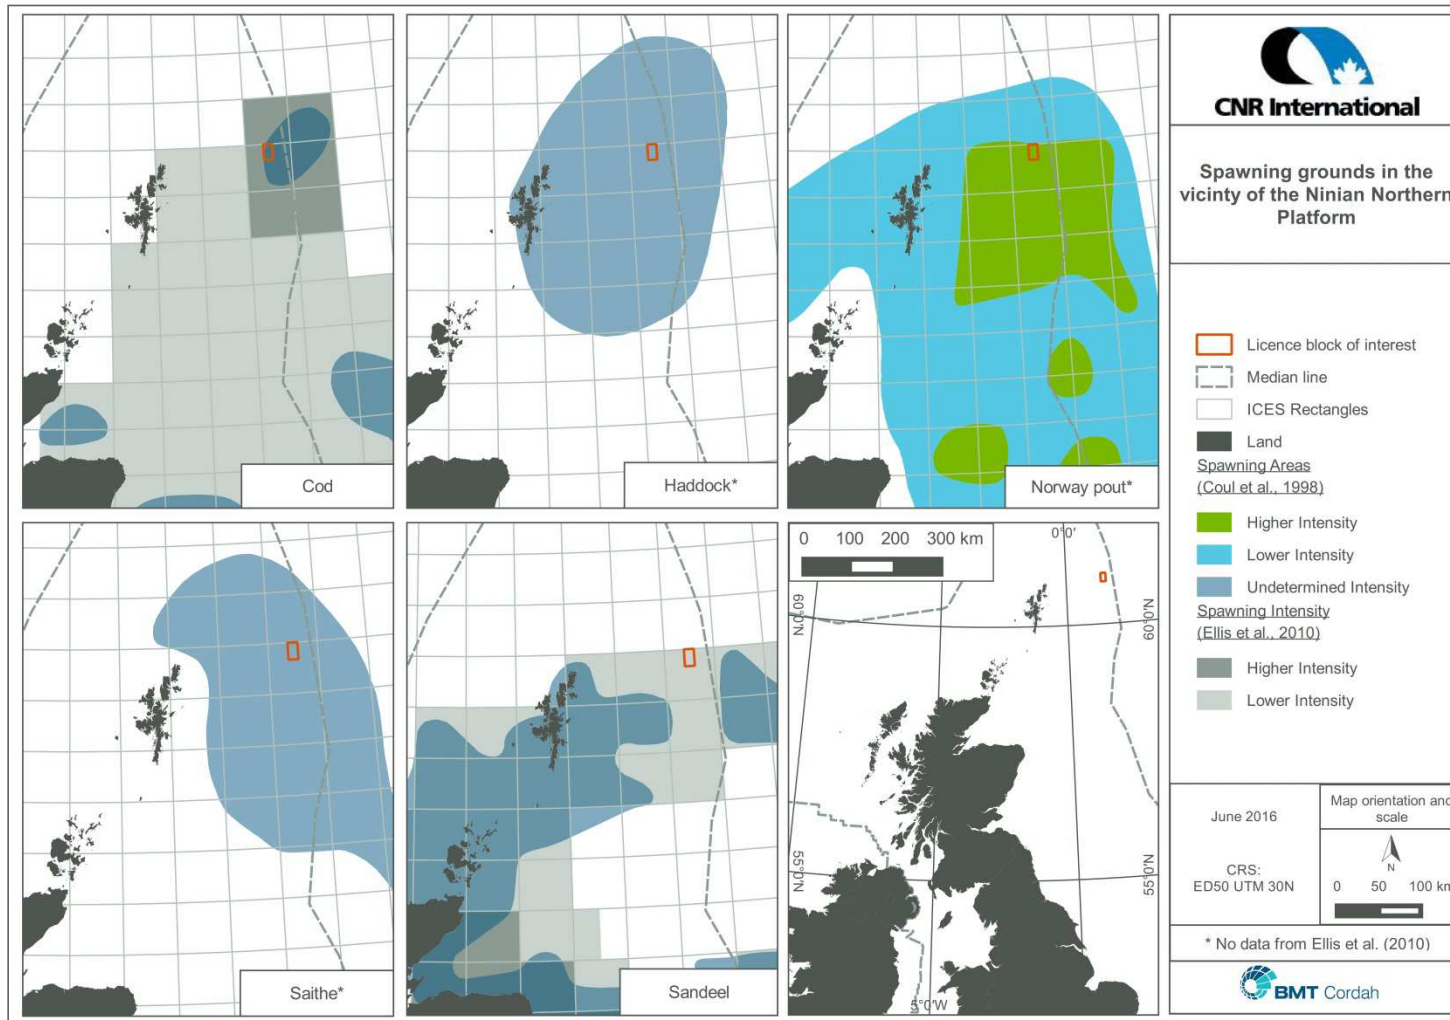 Cod
Haddock*
Norway pout*
Saithe*
Sandeel
0 100 200 300 km
0°0'
60°0'N
60°0'N
55°0'N
55°0'N
5°0'W
CNR International
Spawning grounds in the
vicinty of the Ninian Northern
Platform
Licence block of interest
Median line
ICES Rectangles
Land
Spawning Areas
(Coul et al., 1998)
Higher Intensity
Lower Intensity
Undetermined Intensity
Spawning Intensity
(Ellis et al., 2010)
Higher Intensity
Lower Intensity
June 2016
CRS:
ED50 UTM 30N
Map orientation and
scale
N
0 50 100 km
* No data from Ellis et al. (2010)
BMT Cordah